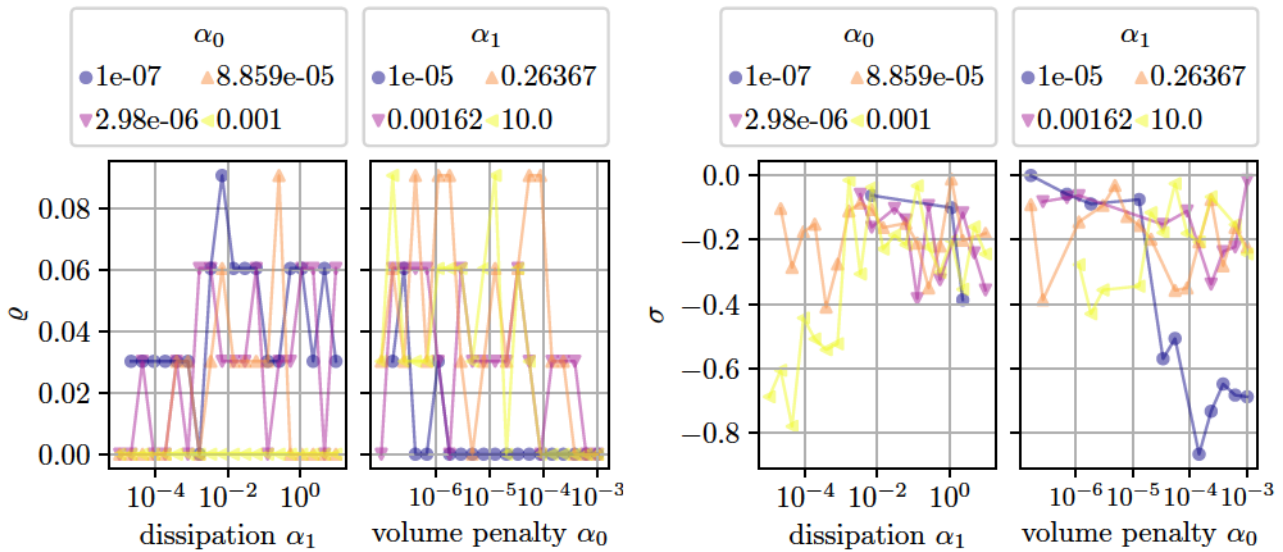 α₀ α₁ α₀ α₁
1e-07 8.859e-05 1e-05 0.26367 1e-07 8.859e-05 1e-05 0.26367
2.98e-06 0.001 0.00162 10.0 2.98e-06 0.001 0.00162 10.0
ϱ
0.08
0.06
0.04
0.02
0.00
10⁻⁴ 10⁻² 10⁰ 10⁻⁶ 10⁻⁵ 10⁻⁴ 10⁻³
dissipation α₁ volume penalty α₀
σ
0.0
−0.2
−0.4
−0.6
−0.8
10⁻⁴ 10⁻² 10⁰ 10⁻⁶ 10⁻⁵ 10⁻⁴ 10⁻³
dissipation α₁ volume penalty α₀